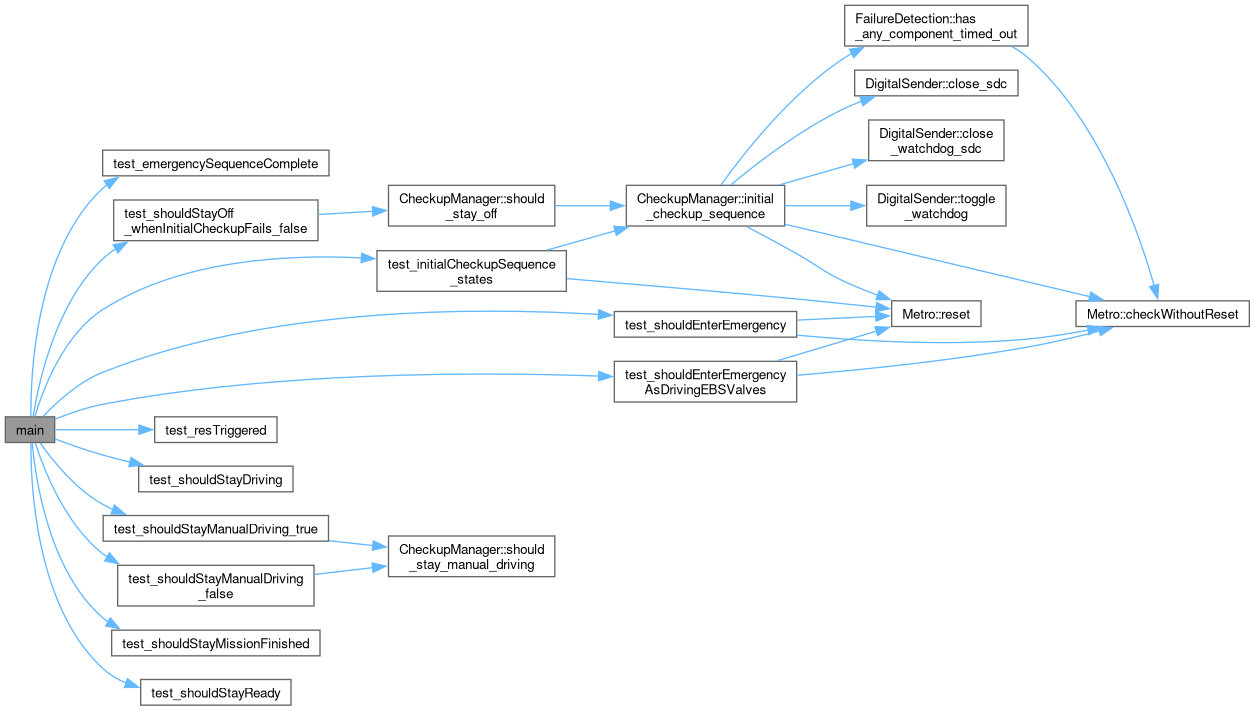 FailureDetection::has
_any_component_timed_out
DigitalSender::close_sdc
DigitalSender::close
_watchdog_sdc
test_emergencySequenceComplete
CheckupManager::should
_stay_off
CheckupManager::initial
_checkup_sequence
DigitalSender::toggle
_watchdog
test_shouldStayOff
_whenInitialCheckupFails_false
test_initialCheckupSequence
_states
Metro::reset
Metro::checkWithoutReset
test_shouldEnterEmergency
test_shouldEnterEmergency
AsDrivingEBSValves
main
test_resTriggered
test_shouldStayDriving
test_shouldStayManualDriving_true
CheckupManager::should
_stay_manual_driving
test_shouldStayManualDriving
_false
test_shouldStayMissionFinished
test_shouldStayReady